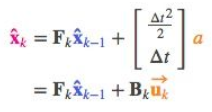 x̂ₖ = Fₖx̂ₖ₋₁ + [Δt²/2 Δt] a
= Fₖx̂ₖ₋₁ + Bₖu⃗ₖ